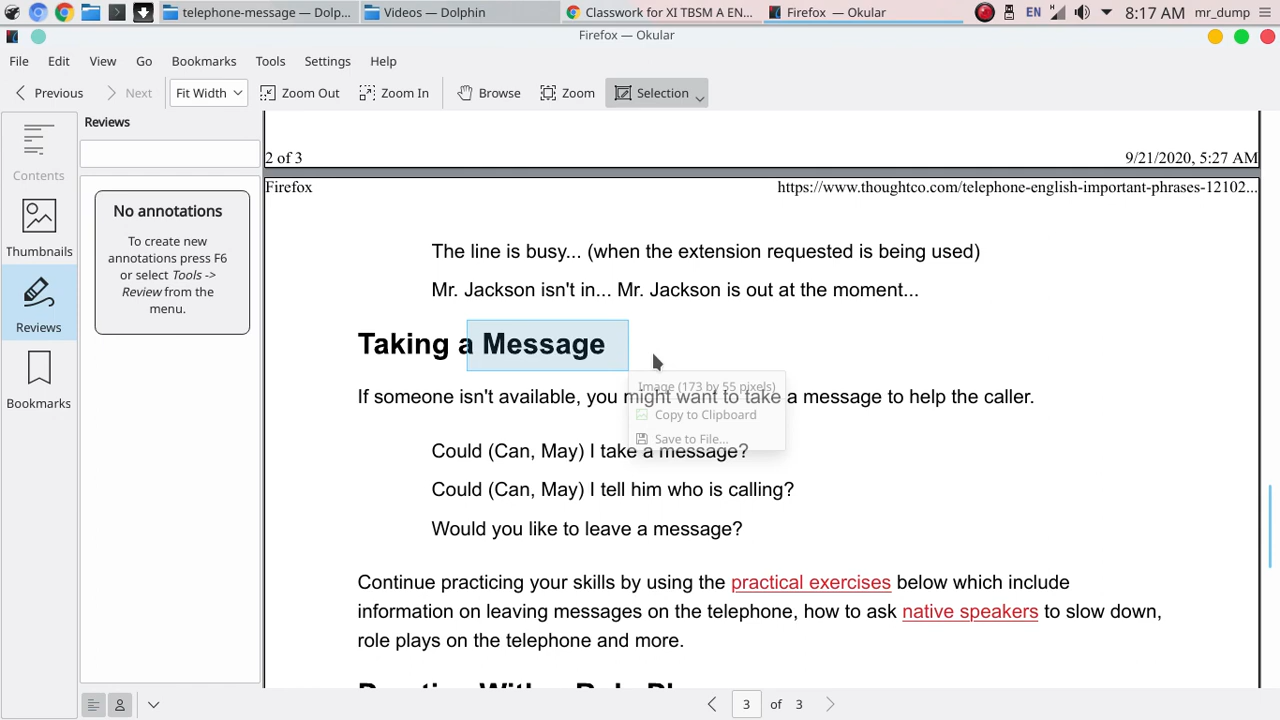 telephone-message — Dolp...
Videos — Dolphin
Classwork for XI TBSM A EN...
Firefox — Okular
EN
8:17 AM
mr_dump
Firefox — Okular
File Edit View Go Bookmarks Tools Settings Help
Previous Next Fit Width Zoom Out Zoom In Browse Zoom Selection
Contents
Thumbnails
Reviews
Bookmarks
Reviews
No annotations
To create new
annotations press F6
or select Tools ->
Review from the
menu.
2 of 3 9/21/2020, 5:27 AM
Firefox https://www.thoughtco.com/telephone-english-important-phrases-12102...
The line is busy... (when the extension requested is being used)
Mr. Jackson isn't in... Mr. Jackson is out at the moment...
Taking a Message
If someone isn't available, you might want to take a message to help the caller.
Image (173 by 55 pixels)
Copy to Clipboard
Save to File...
Could (Can, May) I take a message?
Could (Can, May) I tell him who is calling?
Would you like to leave a message?
Continue practicing your skills by using the practical exercises below which include
information on leaving messages on the telephone, how to ask native speakers to slow down,
role plays on the telephone and more.
3 of 3